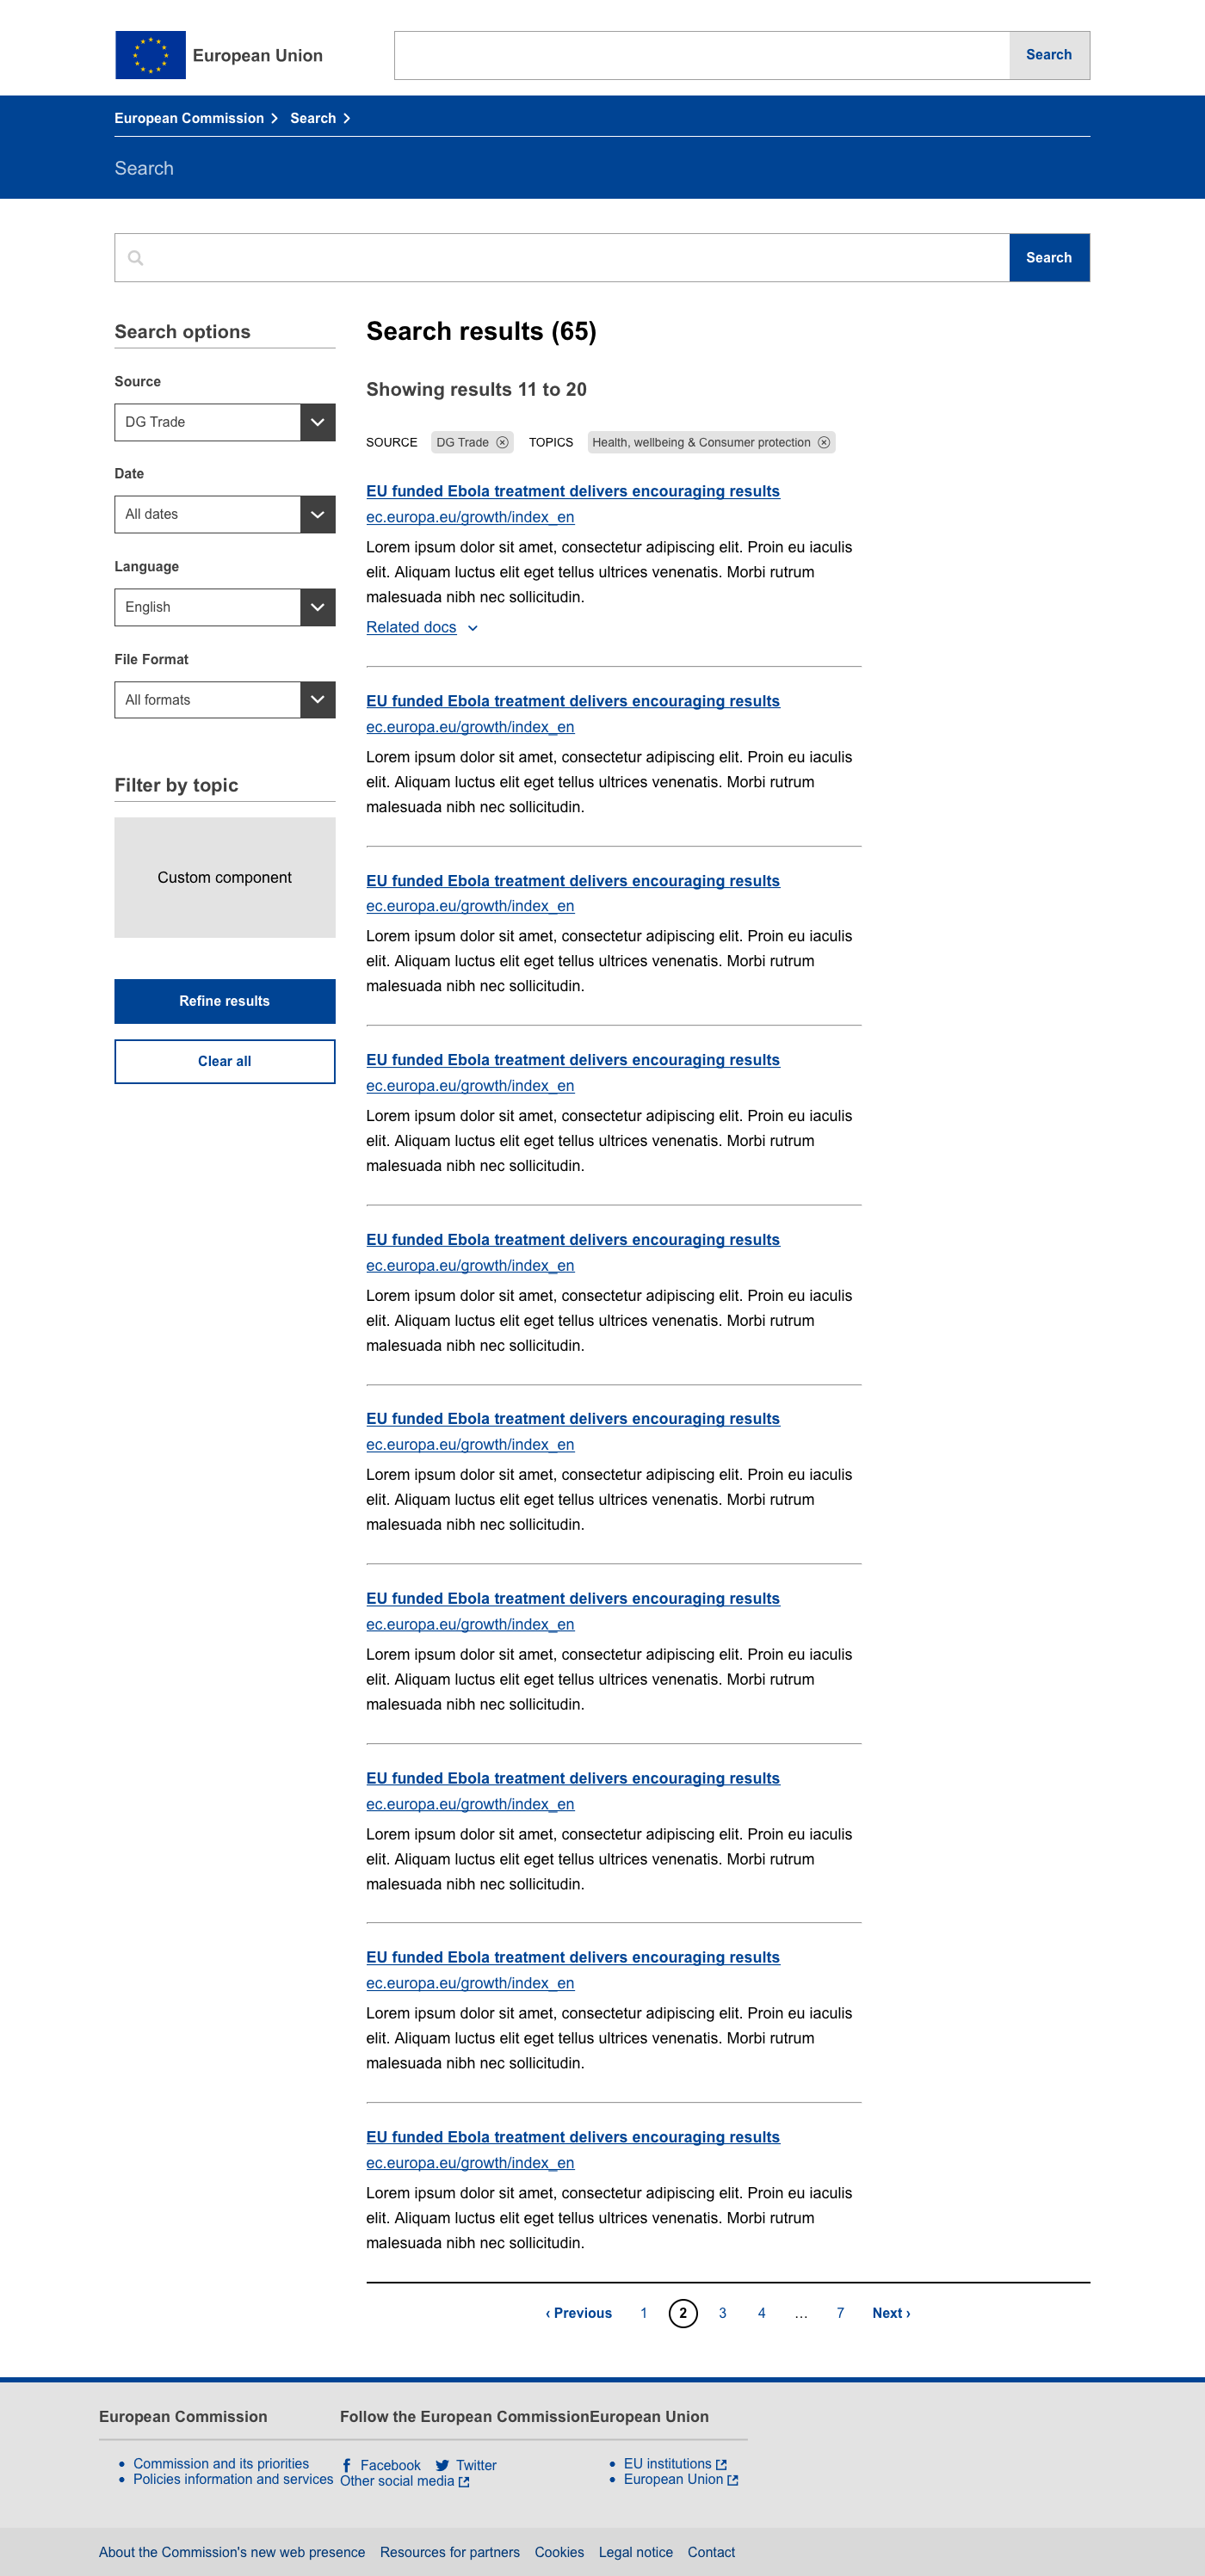 European Union
Search
European Commission Search
Search
Search
Search options
Source
DG Trade
Date
All dates
Language
English
File Format
All formats
Filter by topic
Custom component
Refine results
Clear all
Search results (65)
Showing results 11 to 20
SOURCE DG Trade TOPICS Health, wellbeing & Consumer protection
EU funded Ebola treatment delivers encouraging results
ec.europa.eu/growth/index_en
Lorem ipsum dolor sit amet, consectetur adipiscing elit. Proin eu iaculis
elit. Aliquam luctus elit eget tellus ultrices venenatis. Morbi rutrum
malesuada nibh nec sollicitudin.
Related docs
EU funded Ebola treatment delivers encouraging results
ec.europa.eu/growth/index_en
Lorem ipsum dolor sit amet, consectetur adipiscing elit. Proin eu iaculis
elit. Aliquam luctus elit eget tellus ultrices venenatis. Morbi rutrum
malesuada nibh nec sollicitudin.
EU funded Ebola treatment delivers encouraging results
ec.europa.eu/growth/index_en
Lorem ipsum dolor sit amet, consectetur adipiscing elit. Proin eu iaculis
elit. Aliquam luctus elit eget tellus ultrices venenatis. Morbi rutrum
malesuada nibh nec sollicitudin.
EU funded Ebola treatment delivers encouraging results
ec.europa.eu/growth/index_en
Lorem ipsum dolor sit amet, consectetur adipiscing elit. Proin eu iaculis
elit. Aliquam luctus elit eget tellus ultrices venenatis. Morbi rutrum
malesuada nibh nec sollicitudin.
EU funded Ebola treatment delivers encouraging results
ec.europa.eu/growth/index_en
Lorem ipsum dolor sit amet, consectetur adipiscing elit. Proin eu iaculis
elit. Aliquam luctus elit eget tellus ultrices venenatis. Morbi rutrum
malesuada nibh nec sollicitudin.
EU funded Ebola treatment delivers encouraging results
ec.europa.eu/growth/index_en
Lorem ipsum dolor sit amet, consectetur adipiscing elit. Proin eu iaculis
elit. Aliquam luctus elit eget tellus ultrices venenatis. Morbi rutrum
malesuada nibh nec sollicitudin.
EU funded Ebola treatment delivers encouraging results
ec.europa.eu/growth/index_en
Lorem ipsum dolor sit amet, consectetur adipiscing elit. Proin eu iaculis
elit. Aliquam luctus elit eget tellus ultrices venenatis. Morbi rutrum
malesuada nibh nec sollicitudin.
EU funded Ebola treatment delivers encouraging results
ec.europa.eu/growth/index_en
Lorem ipsum dolor sit amet, consectetur adipiscing elit. Proin eu iaculis
elit. Aliquam luctus elit eget tellus ultrices venenatis. Morbi rutrum
malesuada nibh nec sollicitudin.
EU funded Ebola treatment delivers encouraging results
ec.europa.eu/growth/index_en
Lorem ipsum dolor sit amet, consectetur adipiscing elit. Proin eu iaculis
elit. Aliquam luctus elit eget tellus ultrices venenatis. Morbi rutrum
malesuada nibh nec sollicitudin.
EU funded Ebola treatment delivers encouraging results
ec.europa.eu/growth/index_en
Lorem ipsum dolor sit amet, consectetur adipiscing elit. Proin eu iaculis
elit. Aliquam luctus elit eget tellus ultrices venenatis. Morbi rutrum
malesuada nibh nec sollicitudin.
‹ Previous 1 2 3 4 … 7 Next ›
European Commission
Commission and its priorities
Policies information and services
Follow the European Commission
Facebook Twitter
Other social media
European Union
EU institutions
European Union
About the Commission's new web presence Resources for partners Cookies Legal notice Contact